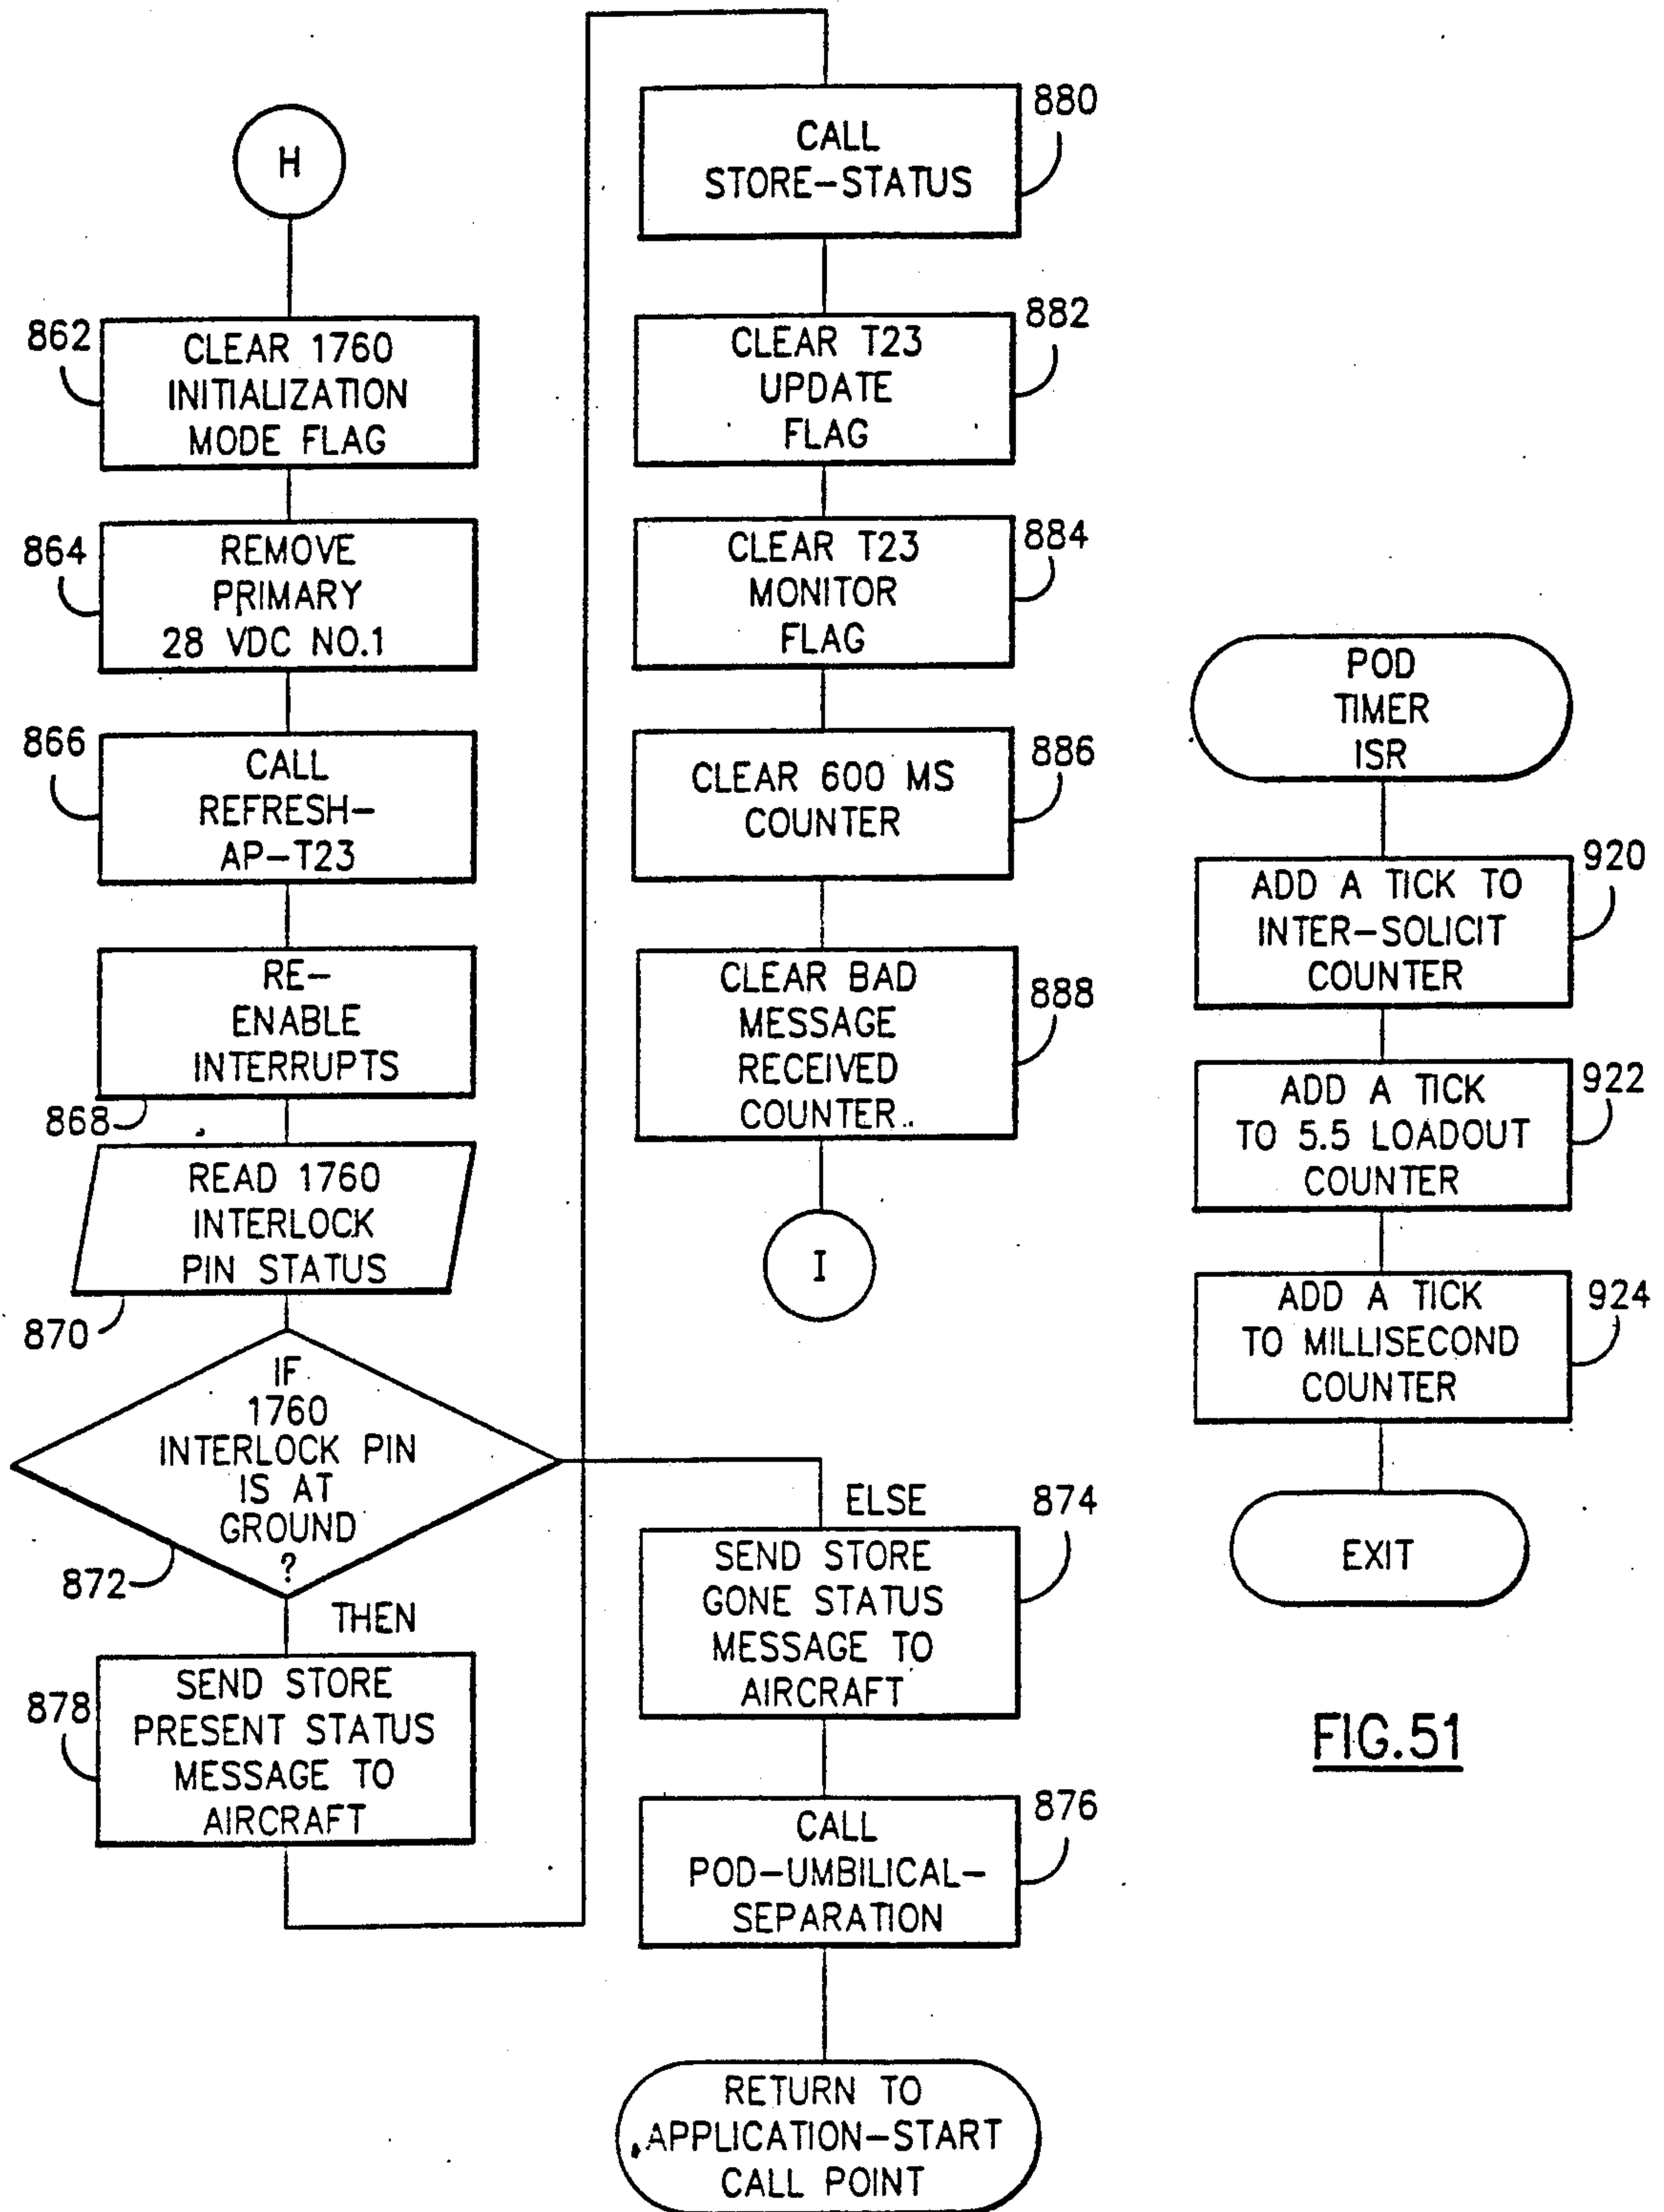 H
862
CLEAR 1760
INITIALIZATION
MODE FLAG
864
REMOVE
PRIMARY
28 VDC NO.1
866
CALL
REFRESH-
AP-T23
RE-
ENABLE
INTERRUPTS
868
READ 1760
INTERLOCK
PIN STATUS
870
IF
1760
INTERLOCK PIN
IS AT
GROUND
?
872
THEN
878
SEND STORE
PRESENT STATUS
MESSAGE TO
AIRCRAFT
880
CALL
STORE-STATUS
882
CLEAR T23
UPDATE
FLAG
884
CLEAR T23
MONITOR
FLAG
886
CLEAR 600 MS
COUNTER
888
CLEAR BAD
MESSAGE
RECEIVED
COUNTER
I
ELSE
874
SEND STORE
GONE STATUS
MESSAGE TO
AIRCRAFT
876
CALL
POD-UMBILICAL-
SEPARATION
RETURN TO
APPLICATION-START
CALL POINT
POD
TIMER
ISR
920
ADD A TICK TO
INTER-SOLICIT
COUNTER
922
ADD A TICK
TO 5.5 LOADOUT
COUNTER
924
ADD A TICK
TO MILLISECOND
COUNTER
EXIT
FIG.51